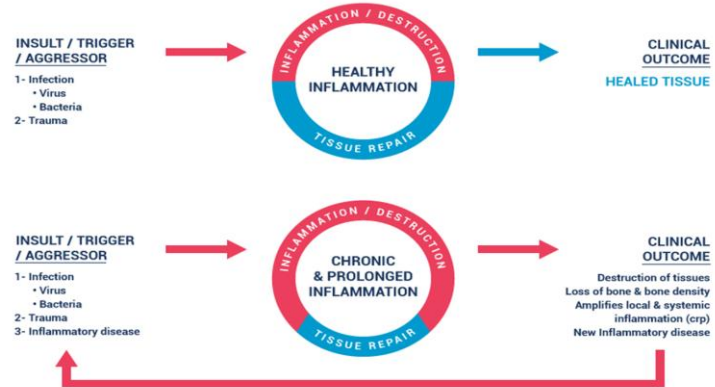 INSULT / TRIGGER
/ AGGRESSOR
1- Infection
• Virus
• Bacteria
2- Trauma
INFLAMMATION / DESTRUCTION
HEALTHY
INFLAMMATION
TISSUE REPAIR
CLINICAL
OUTCOME
HEALED TISSUE
INSULT / TRIGGER
/ AGGRESSOR
1- Infection
• Virus
• Bacteria
2- Trauma
3- Inflammatory disease
INFLAMMATION / DESTRUCTION
CHRONIC
& PROLONGED
INFLAMMATION
TISSUE REPAIR
CLINICAL
OUTCOME
Destruction of tissues
Loss of bone & bone density
Amplifies local & systemic
inflammation (crp)
New Inflammatory disease